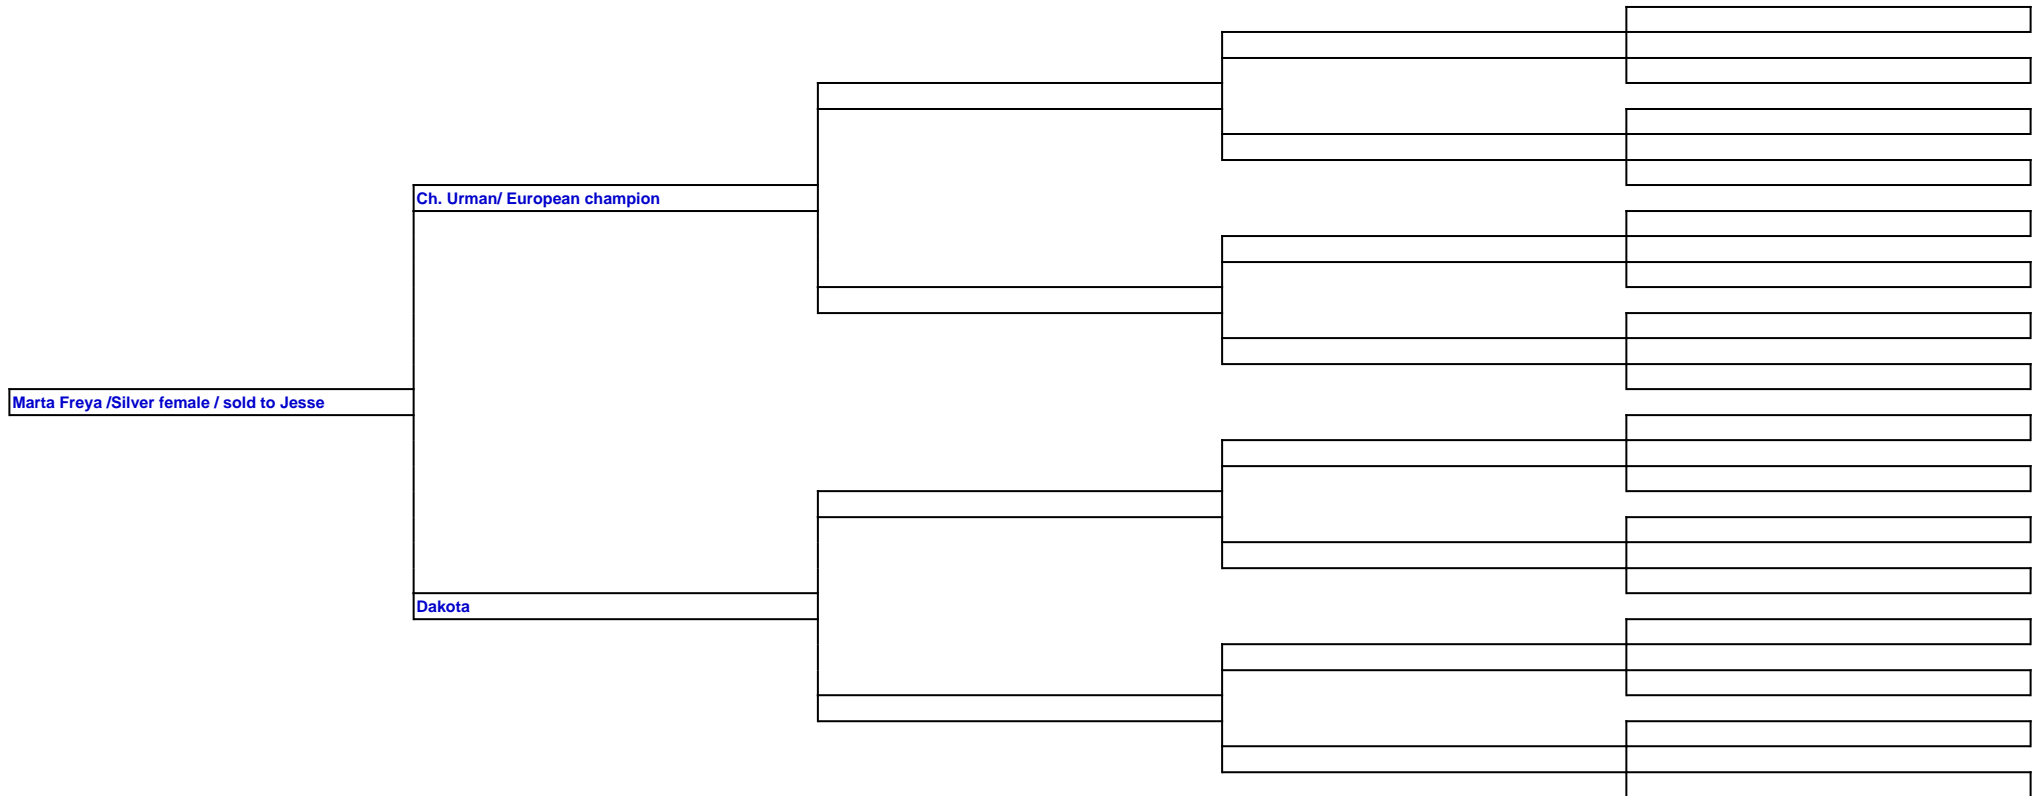 Ch. Urman/ European champion
Marta Freya /Silver female / sold to Jesse
Dakota